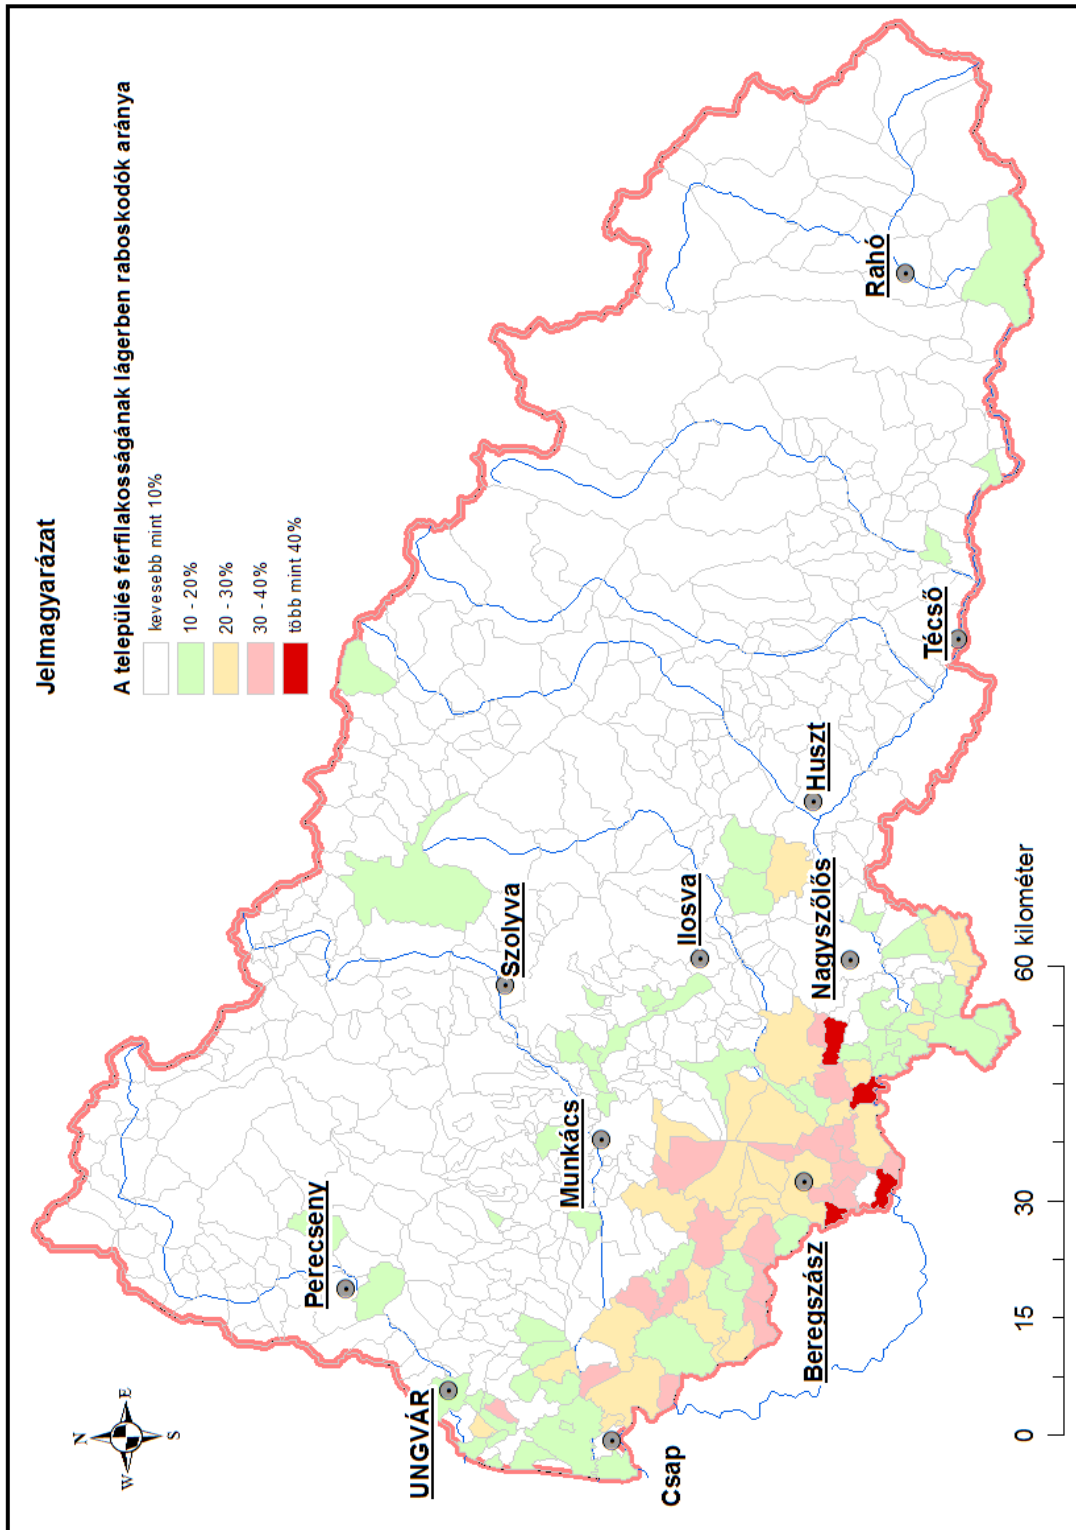 Jelmagyarázat
A település férfilakosságának lágerben raboskodók aránya
kevesebb mint 10%
10 - 20%
20 - 30%
30 - 40%
több mint 40%
N
W
E
S
Perecseny
UNGVÁR
Csap
Munkács
Szolyva
Beregszász
Ilosva
Nagyszőlős
Huszt
Técső
Rahó
0
15
30
60 kilométer